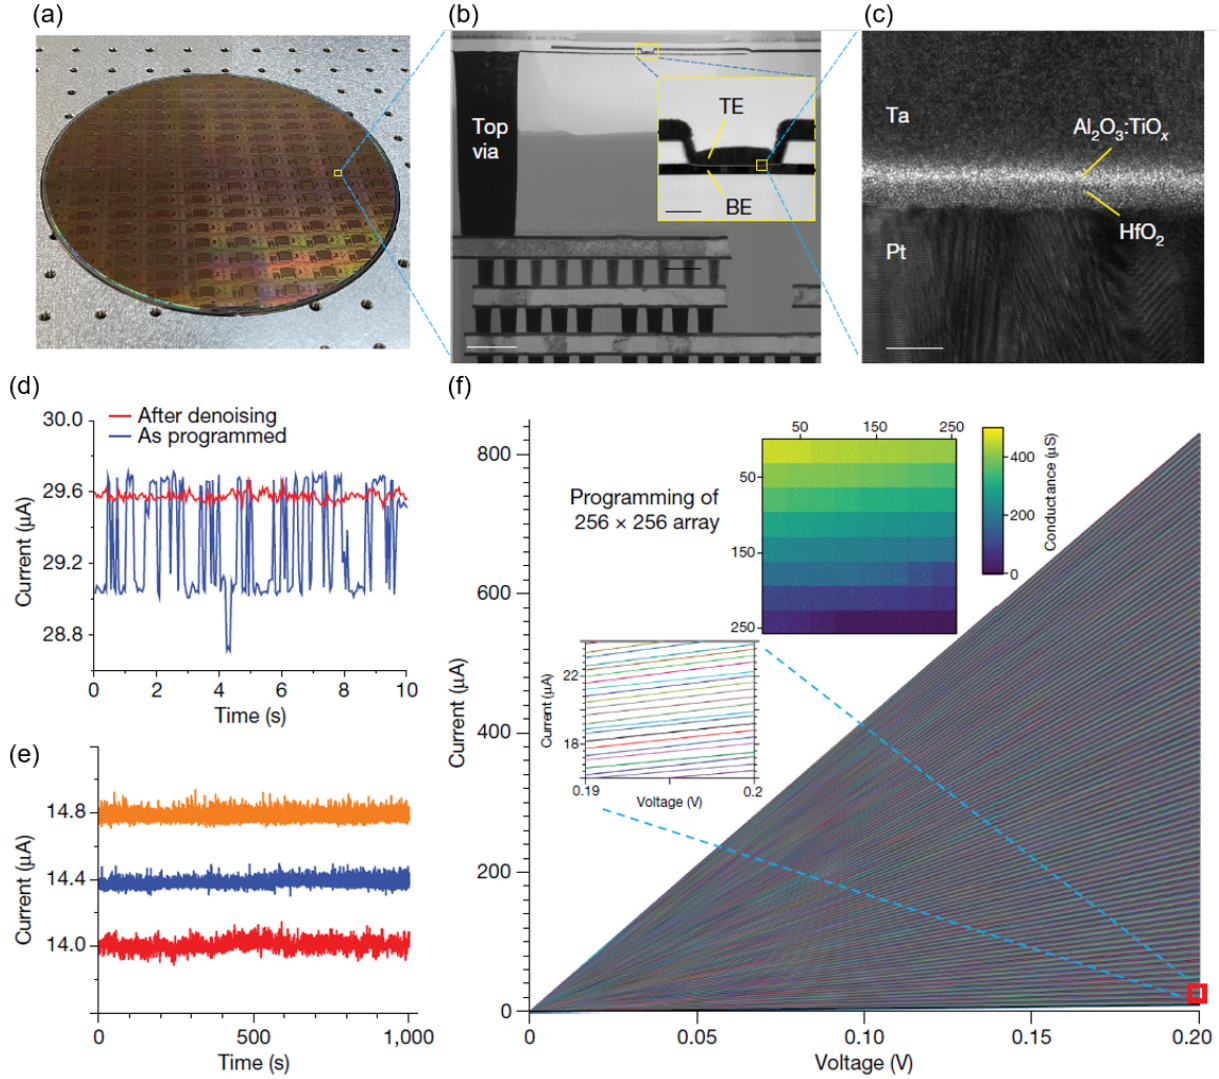 (a)
(b)
Top
via
TE
BE
(c)
Ta
Al₂O₃:TiOₓ
HfO₂
Pt
(d)
After denoising
As programmed
30.0
29.6
29.2
28.8
Current (µA)
0 2 4 6 8 10
Time (s)
(e)
14.8
14.4
14.0
Current (µA)
0 500 1,000
Time (s)
(f)
800
600
400
200
0
Current (µA)
0 0.05 0.10 0.15 0.20
Voltage (V)
Programming of
256 × 256 array
50 150 250
50
150
250
400
200
0
Conductance (µS)
22
18
Current (µA)
0.19 0.2
Voltage (V)